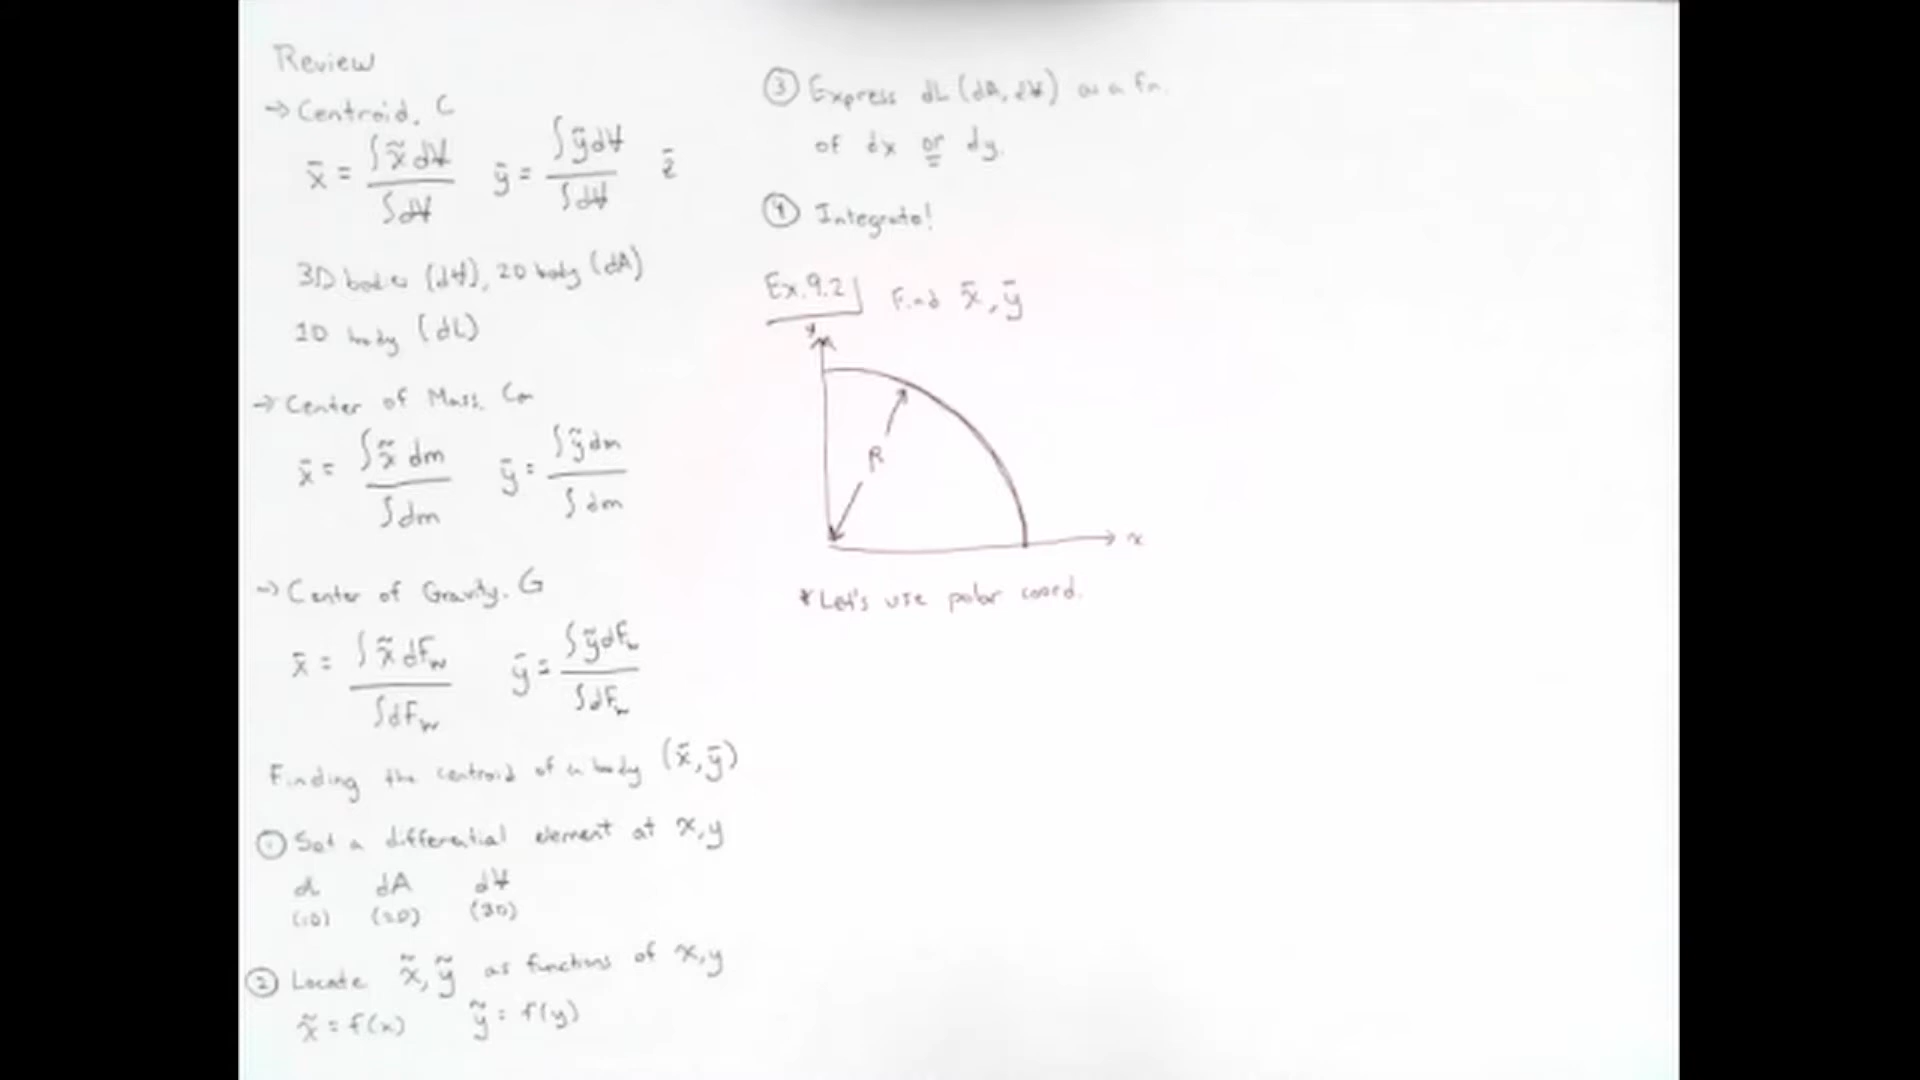 Review
→ Centroid, C
x̄ = ∫x̃ dV / ∫dV   ȳ = ∫ỹ dV / ∫dV   z̄
3D bodies (dV), 2D body (dA)
1D body (dL)
→ Center of Mass, Cm
x̄ = ∫x̃ dm / ∫dm   ȳ = ∫ỹ dm / ∫dm
→ Center of Gravity, G
x̄ = ∫x̃ dFw / ∫dFw   ȳ = ∫ỹ dFw / ∫dFw
Finding the centroid of a body (x̄, ȳ)
① Set a differential element at x, y
dL   dA   dV
(1D)   (2D)   (3D)
② Locate x̃, ỹ as functions of x, y
x̃ = f(x)   ỹ = f(y)
③ Express dL (dA, dV) as a fn.
of dx or dy.
④ Integrate!
Ex. 9.2 Find x̄, ȳ
y
R
x
* Let's use polar coord.